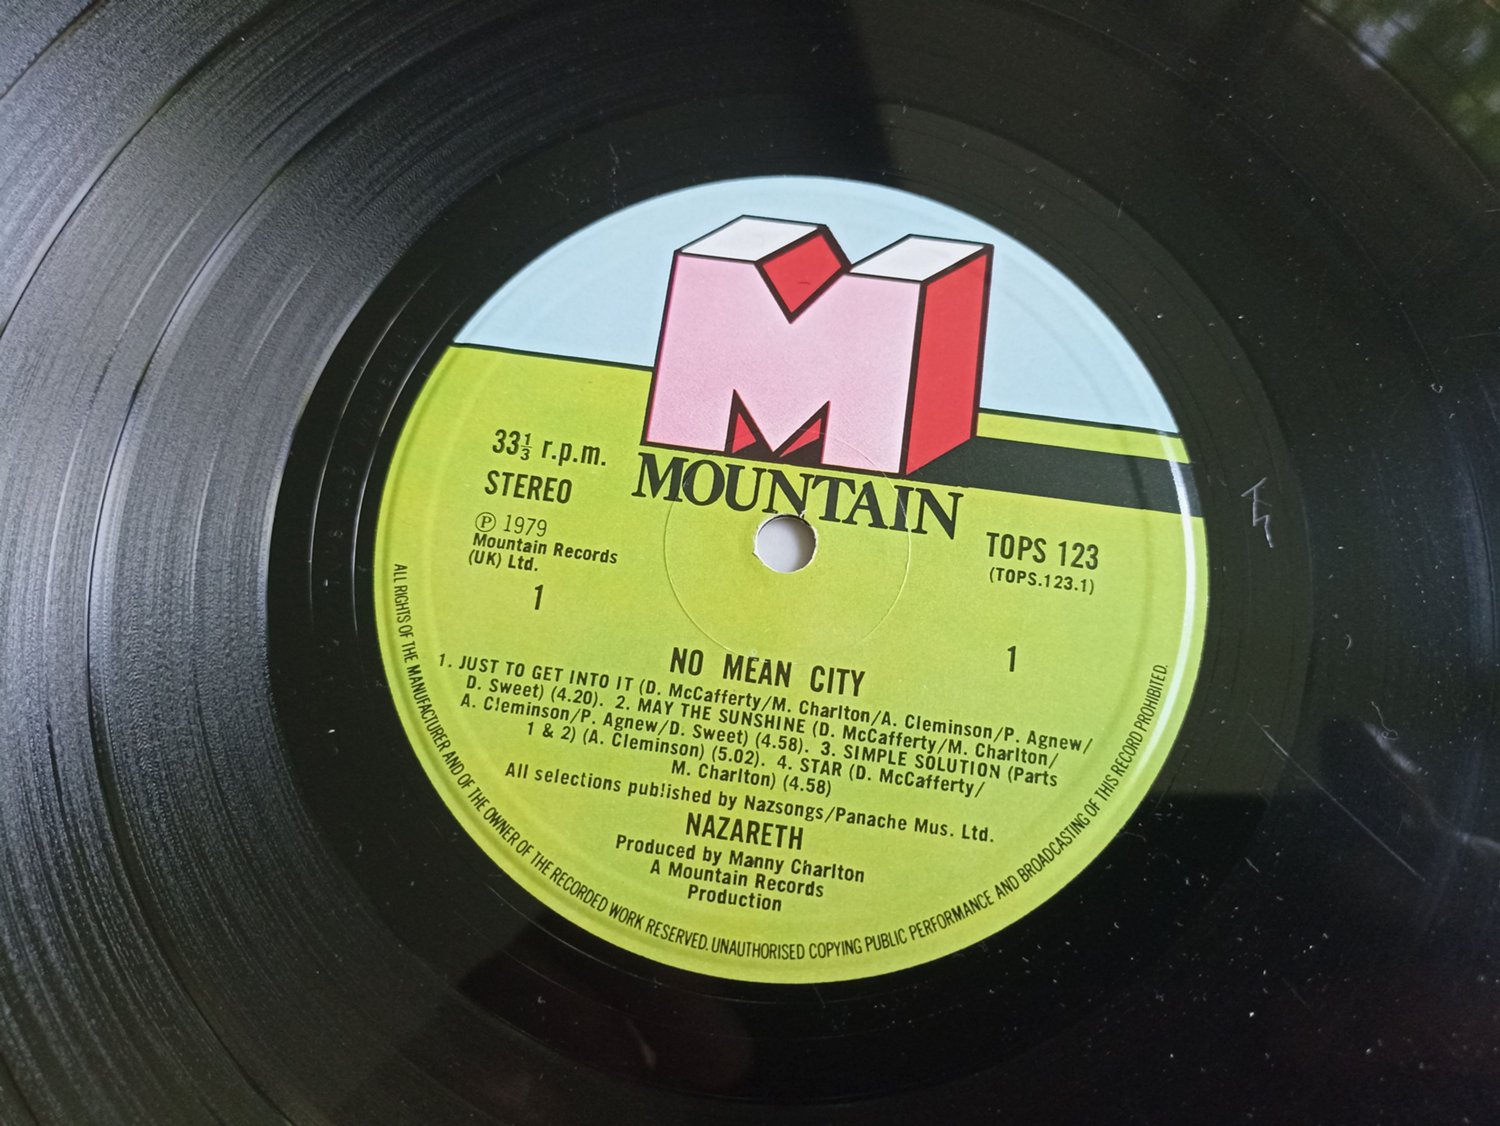 MOUNTAIN
33⅓ r.p.m.
STEREO
℗ 1979
Mountain Records
(UK) Ltd.
1
TOPS 123
(TOPS.123.1)
1
NO MEAN CITY
1. JUST TO GET INTO IT (D. McCafferty/M. Charlton/A. Cleminson/P. Agnew/
D. Sweet) (4.20). 2. MAY THE SUNSHINE (D. McCafferty/M. Charlton/
A. Cleminson/P. Agnew/D. Sweet) (4.58). 3. SIMPLE SOLUTION (Parts
1 & 2) (A. Cleminson) (5.02). 4. STAR (D. McCafferty/
M. Charlton) (4.58)
All selections published by Nazsongs/Panache Mus. Ltd.
NAZARETH
Produced by Manny Charlton
A Mountain Records
Production
ALL RIGHTS OF THE MANUFACTURER AND OF THE OWNER OF THE RECORDED WORK RESERVED. UNAUTHORISED COPYING PUBLIC PERFORMANCE AND BROADCASTING OF THIS RECORD PROHIBITED.